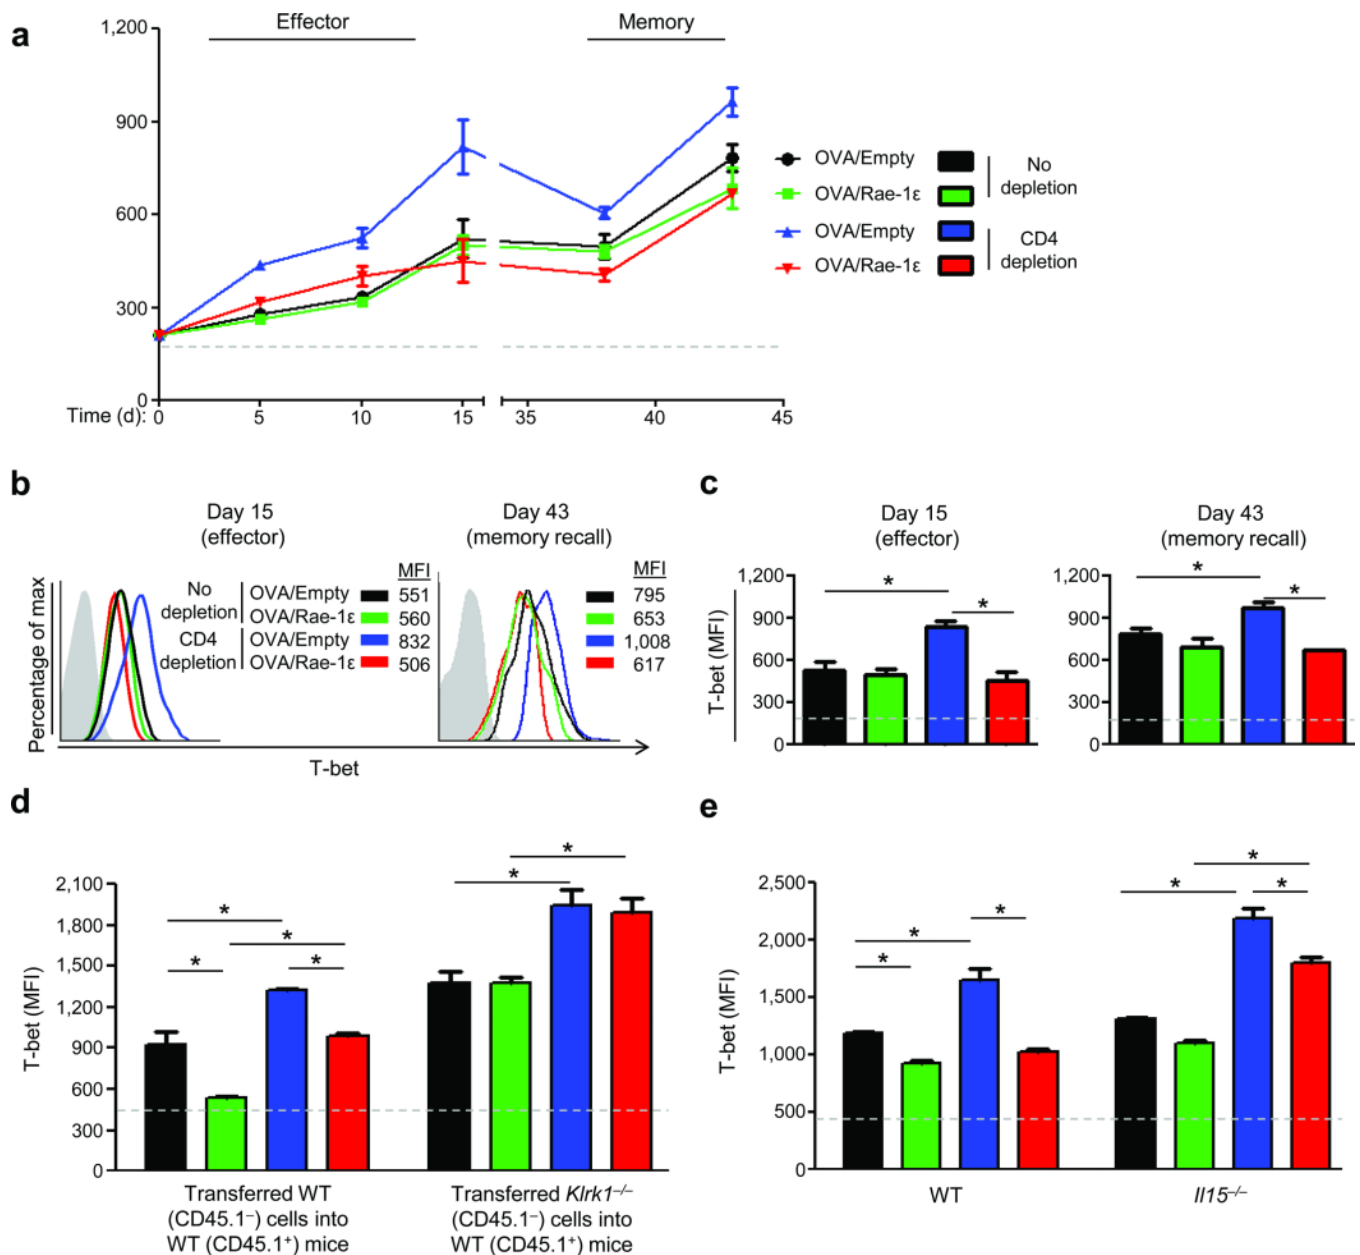 a
Effector
Memory
1,200
900
600
300
0
Time (d): 0 5 10 15 35 40 45
OVA/Empty
OVA/Rae-1ε
No
depletion
OVA/Empty
OVA/Rae-1ε
CD4
depletion
b
Day 15
(effector)
Day 43
(memory recall)
Percentage of max
MFI
MFI
No
depletion
OVA/Empty 551 795
OVA/Rae-1ε 560 653
CD4
depletion
OVA/Empty 832 1,008
OVA/Rae-1ε 506 617
T-bet
c
Day 15
(effector)
Day 43
(memory recall)
T-bet (MFI)
1,200
900
600
300
0
*
*
1,200
900
600
300
0
*
*
d
T-bet (MFI)
2,100
1,800
1,500
1,200
900
600
300
0
*
*
*
*
*
*
Transferred WT
(CD45.1⁻) cells into
WT (CD45.1⁺) mice
Transferred Klrk1⁻/⁻
(CD45.1⁻) cells into
WT (CD45.1⁺) mice
e
T-bet (MFI)
2,500
2,000
1,500
1,000
500
0
*
*
*
*
*
*
WT
Il15⁻/⁻